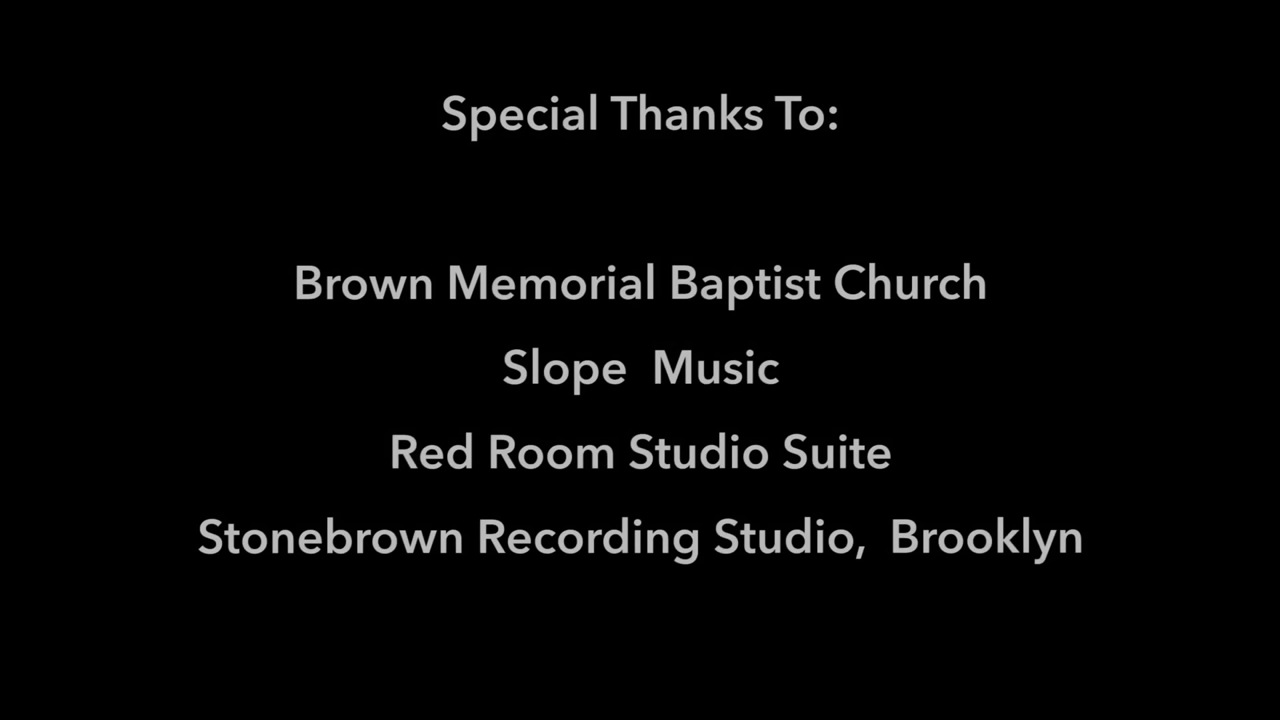 Special Thanks To:
Brown Memorial Baptist Church
Slope  Music
Red Room Studio Suite
Stonebrown Recording Studio,  Brooklyn